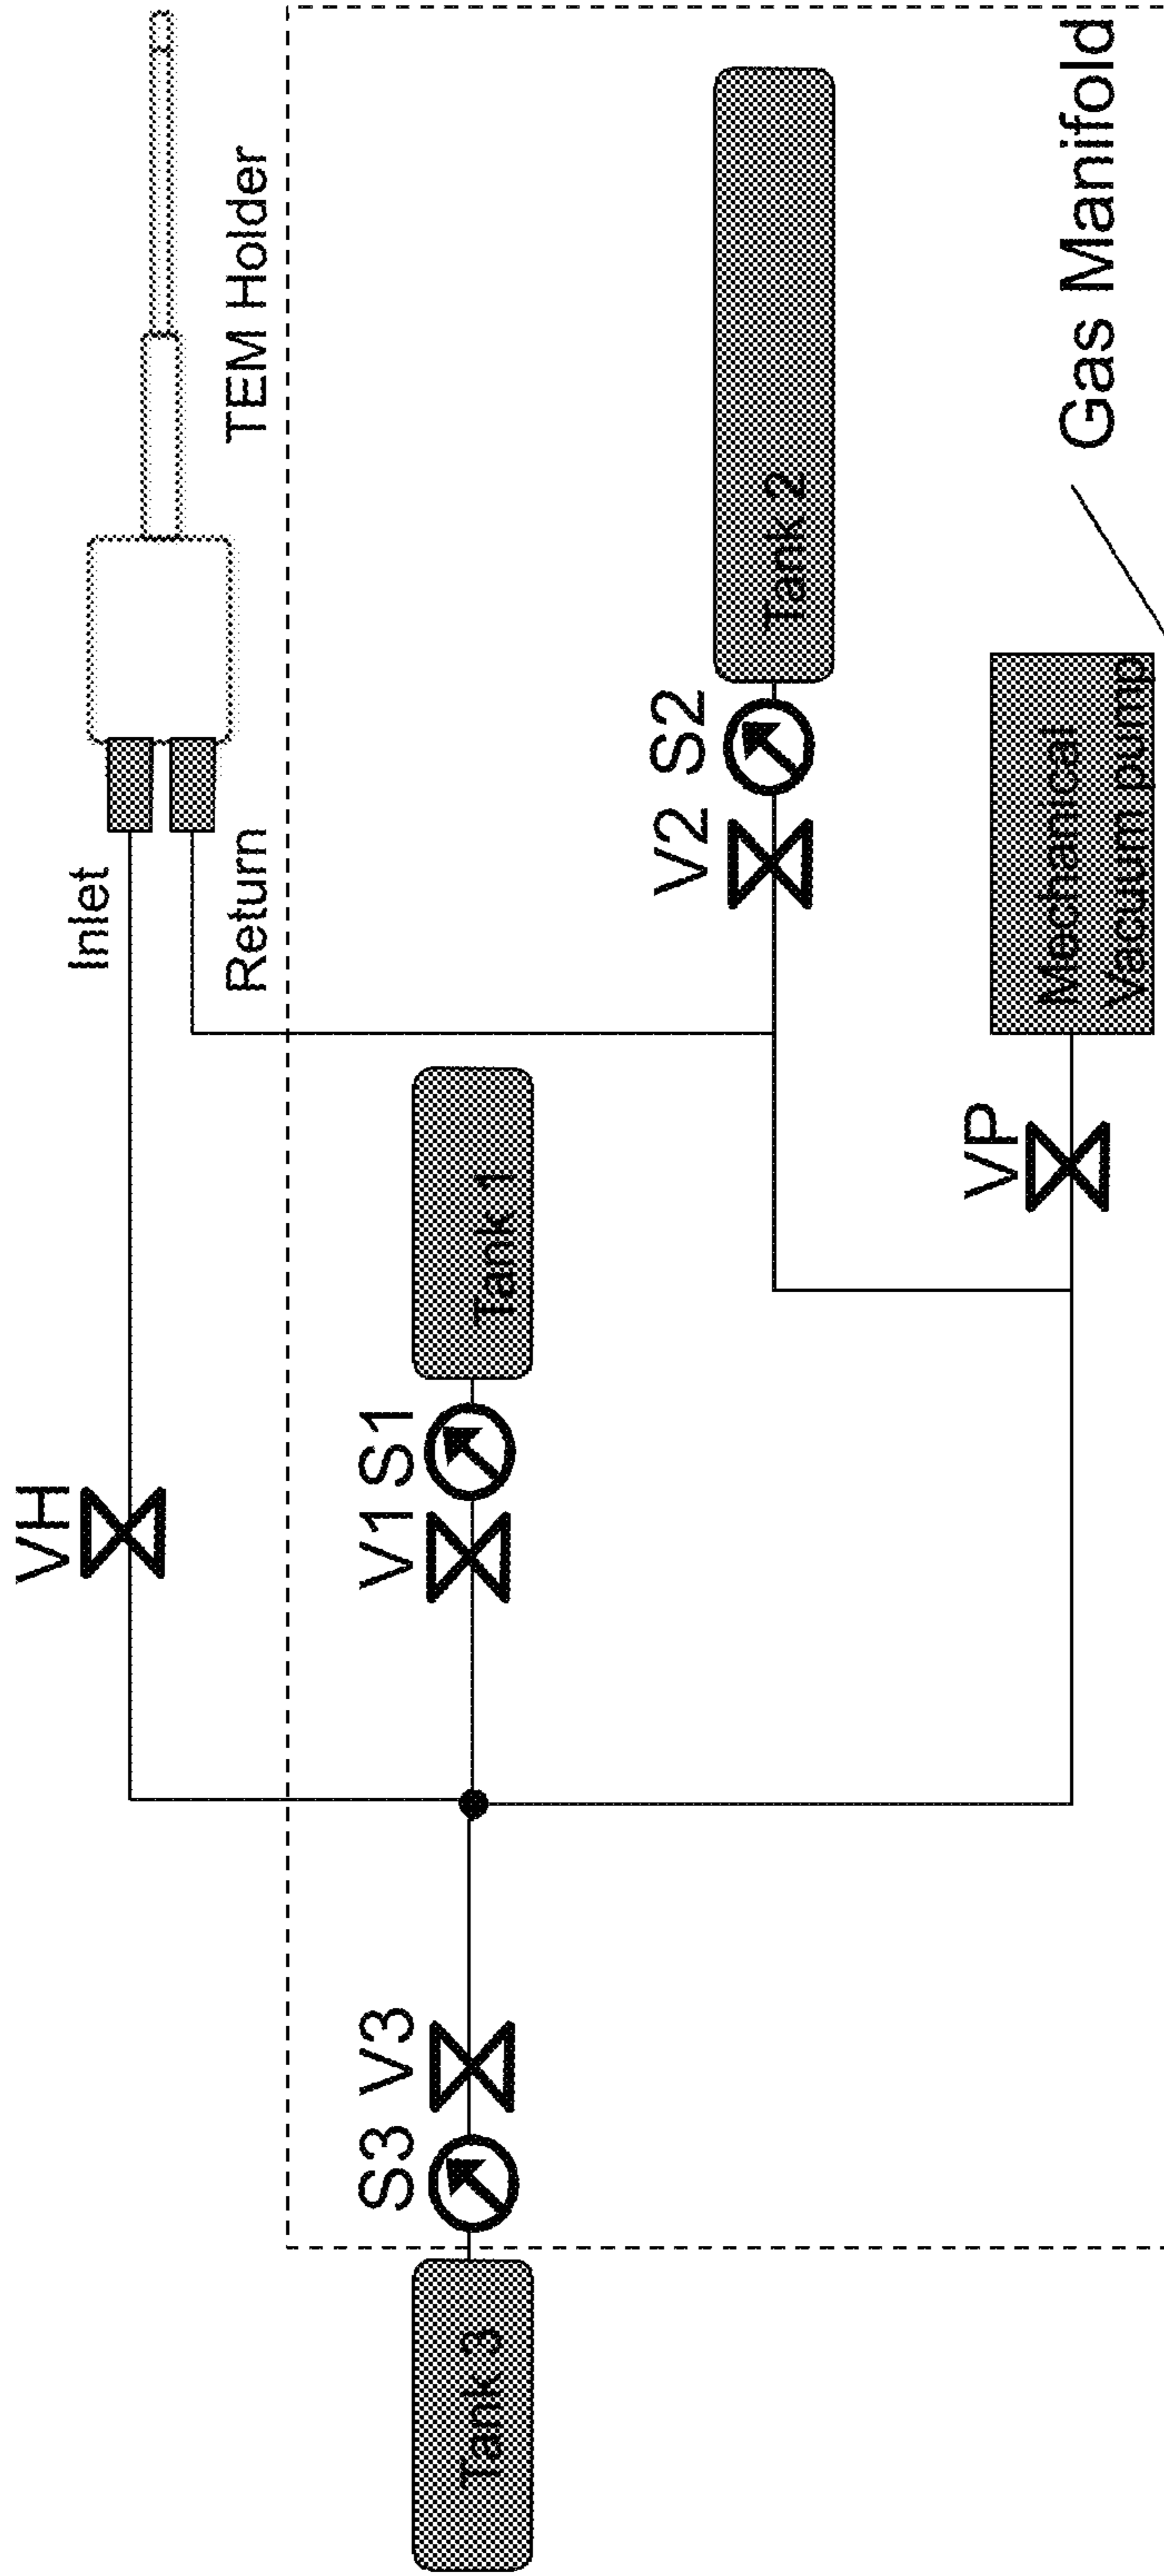 VH
Inlet
Return
TEM Holder
S3
V3
V1
S1
Tank 3
Tank 1
V2
S2
Tank 2
VP
Mechanical
Vacuum pump
Gas Manifold